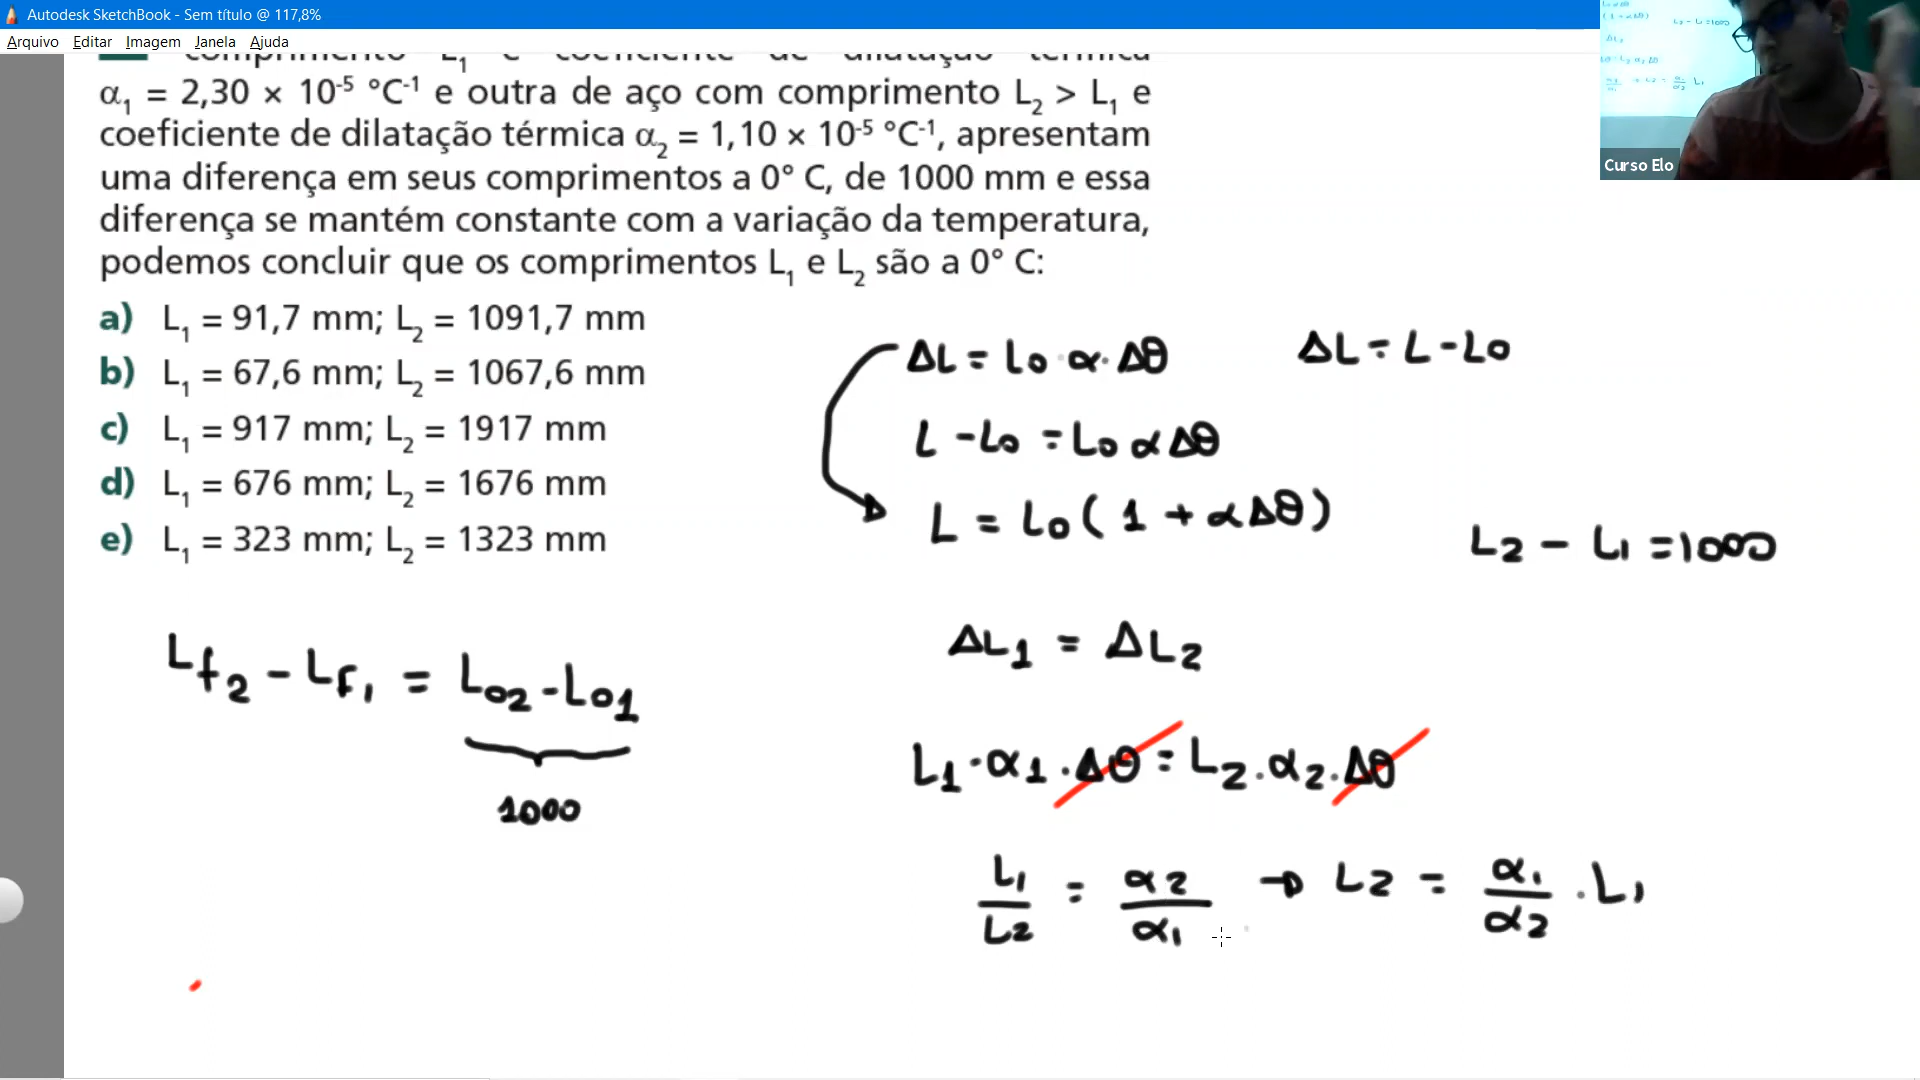 Autodesk SketchBook - Sem título @ 117,8%
Arquivo Editar Imagem Janela Ajuda
comprimento L₁ e coeficiente de dilatação térmica
α₁ = 2,30 × 10⁻⁵ °C⁻¹ e outra de aço com comprimento L₂ > L₁ e
coeficiente de dilatação térmica α₂ = 1,10 × 10⁻⁵ °C⁻¹, apresentam
uma diferença em seus comprimentos a 0° C, de 1000 mm e essa
diferença se mantém constante com a variação da temperatura,
podemos concluir que os comprimentos L₁ e L₂ são a 0° C:
a) L₁ = 91,7 mm; L₂ = 1091,7 mm
b) L₁ = 67,6 mm; L₂ = 1067,6 mm
c) L₁ = 917 mm; L₂ = 1917 mm
d) L₁ = 676 mm; L₂ = 1676 mm
e) L₁ = 323 mm; L₂ = 1323 mm
ΔL = L0 · α · Δθ
ΔL = L - L0
L - L0 = L0 α Δθ
L = L0 ( 1 + α Δθ )
L2 - L1 = 1000
Lf2 - Lf1 = L02 - L01
1000
ΔL1 = ΔL2
L1 · α1 · Δθ = L2 · α2 · Δθ
L1/L2 = α2/α1 → L2 = α1/α2 · L1
Curso Elo